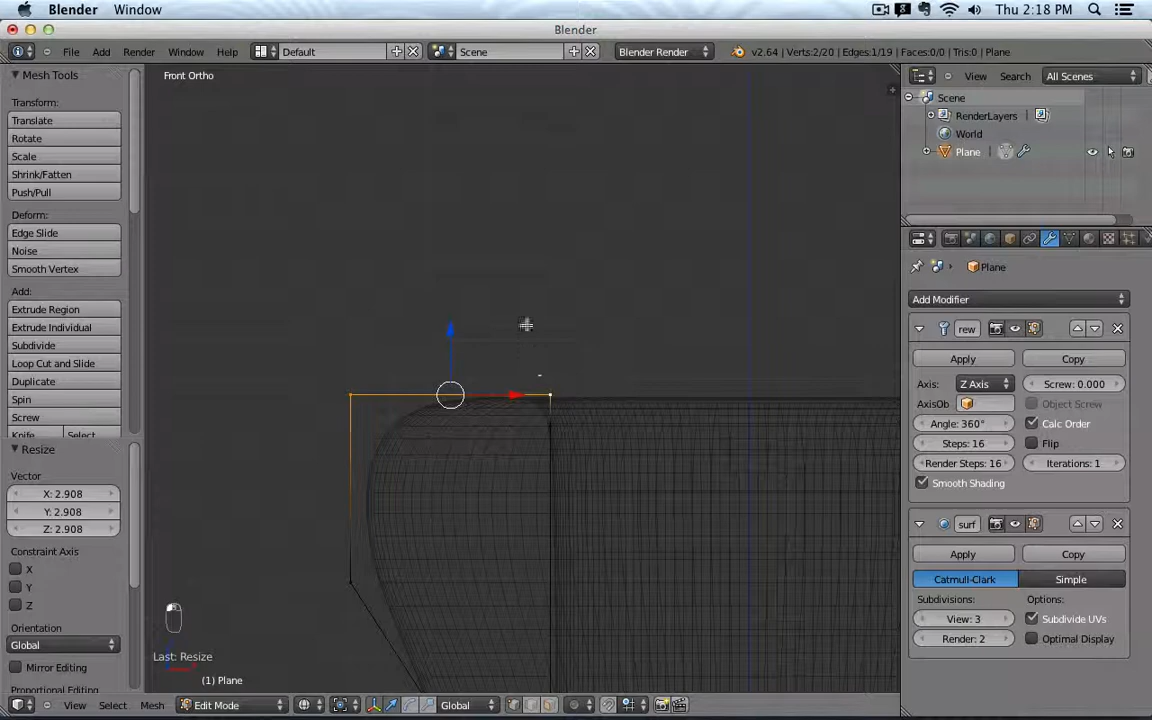 Blender Window Thu 2:18 PM
Blender
File Add Render Window Help Default Scene Blender Render v2.64 | Verts:2/20 | Edges:1/19 | Faces:0/0 | Tris:0 | Plane
Mesh Tools
Transform:
Translate
Rotate
Scale
Shrink/Fatten
Push/Pull
Deform:
Edge Slide
Noise
Smooth Vertex
Add:
Extrude Region
Extrude Individual
Subdivide
Loop Cut and Slide
Duplicate
Spin
Screw
Knife Select
Resize
Vector
X: 2.908
Y: 2.908
Z: 2.908
Constraint Axis
X
Y
Z
Orientation
Global
Mirror Editing
Front Ortho
Last: Resize
(1) Plane
View Select Mesh Edit Mode Global
View Search All Scenes
Scene
RenderLayers |
World
Plane |
Plane
Add Modifier
rew
Apply Copy
Axis: Z Axis Screw: 0.000
AxisOb Object Screw
Angle: 360° Calc Order
Steps: 16 Flip
Render Steps: 16 Iterations: 1
Smooth Shading
surf
Apply Copy
Catmull-Clark Simple
Subdivisions: Options:
View: 3 Subdivide UVs
Render: 2 Optimal Display